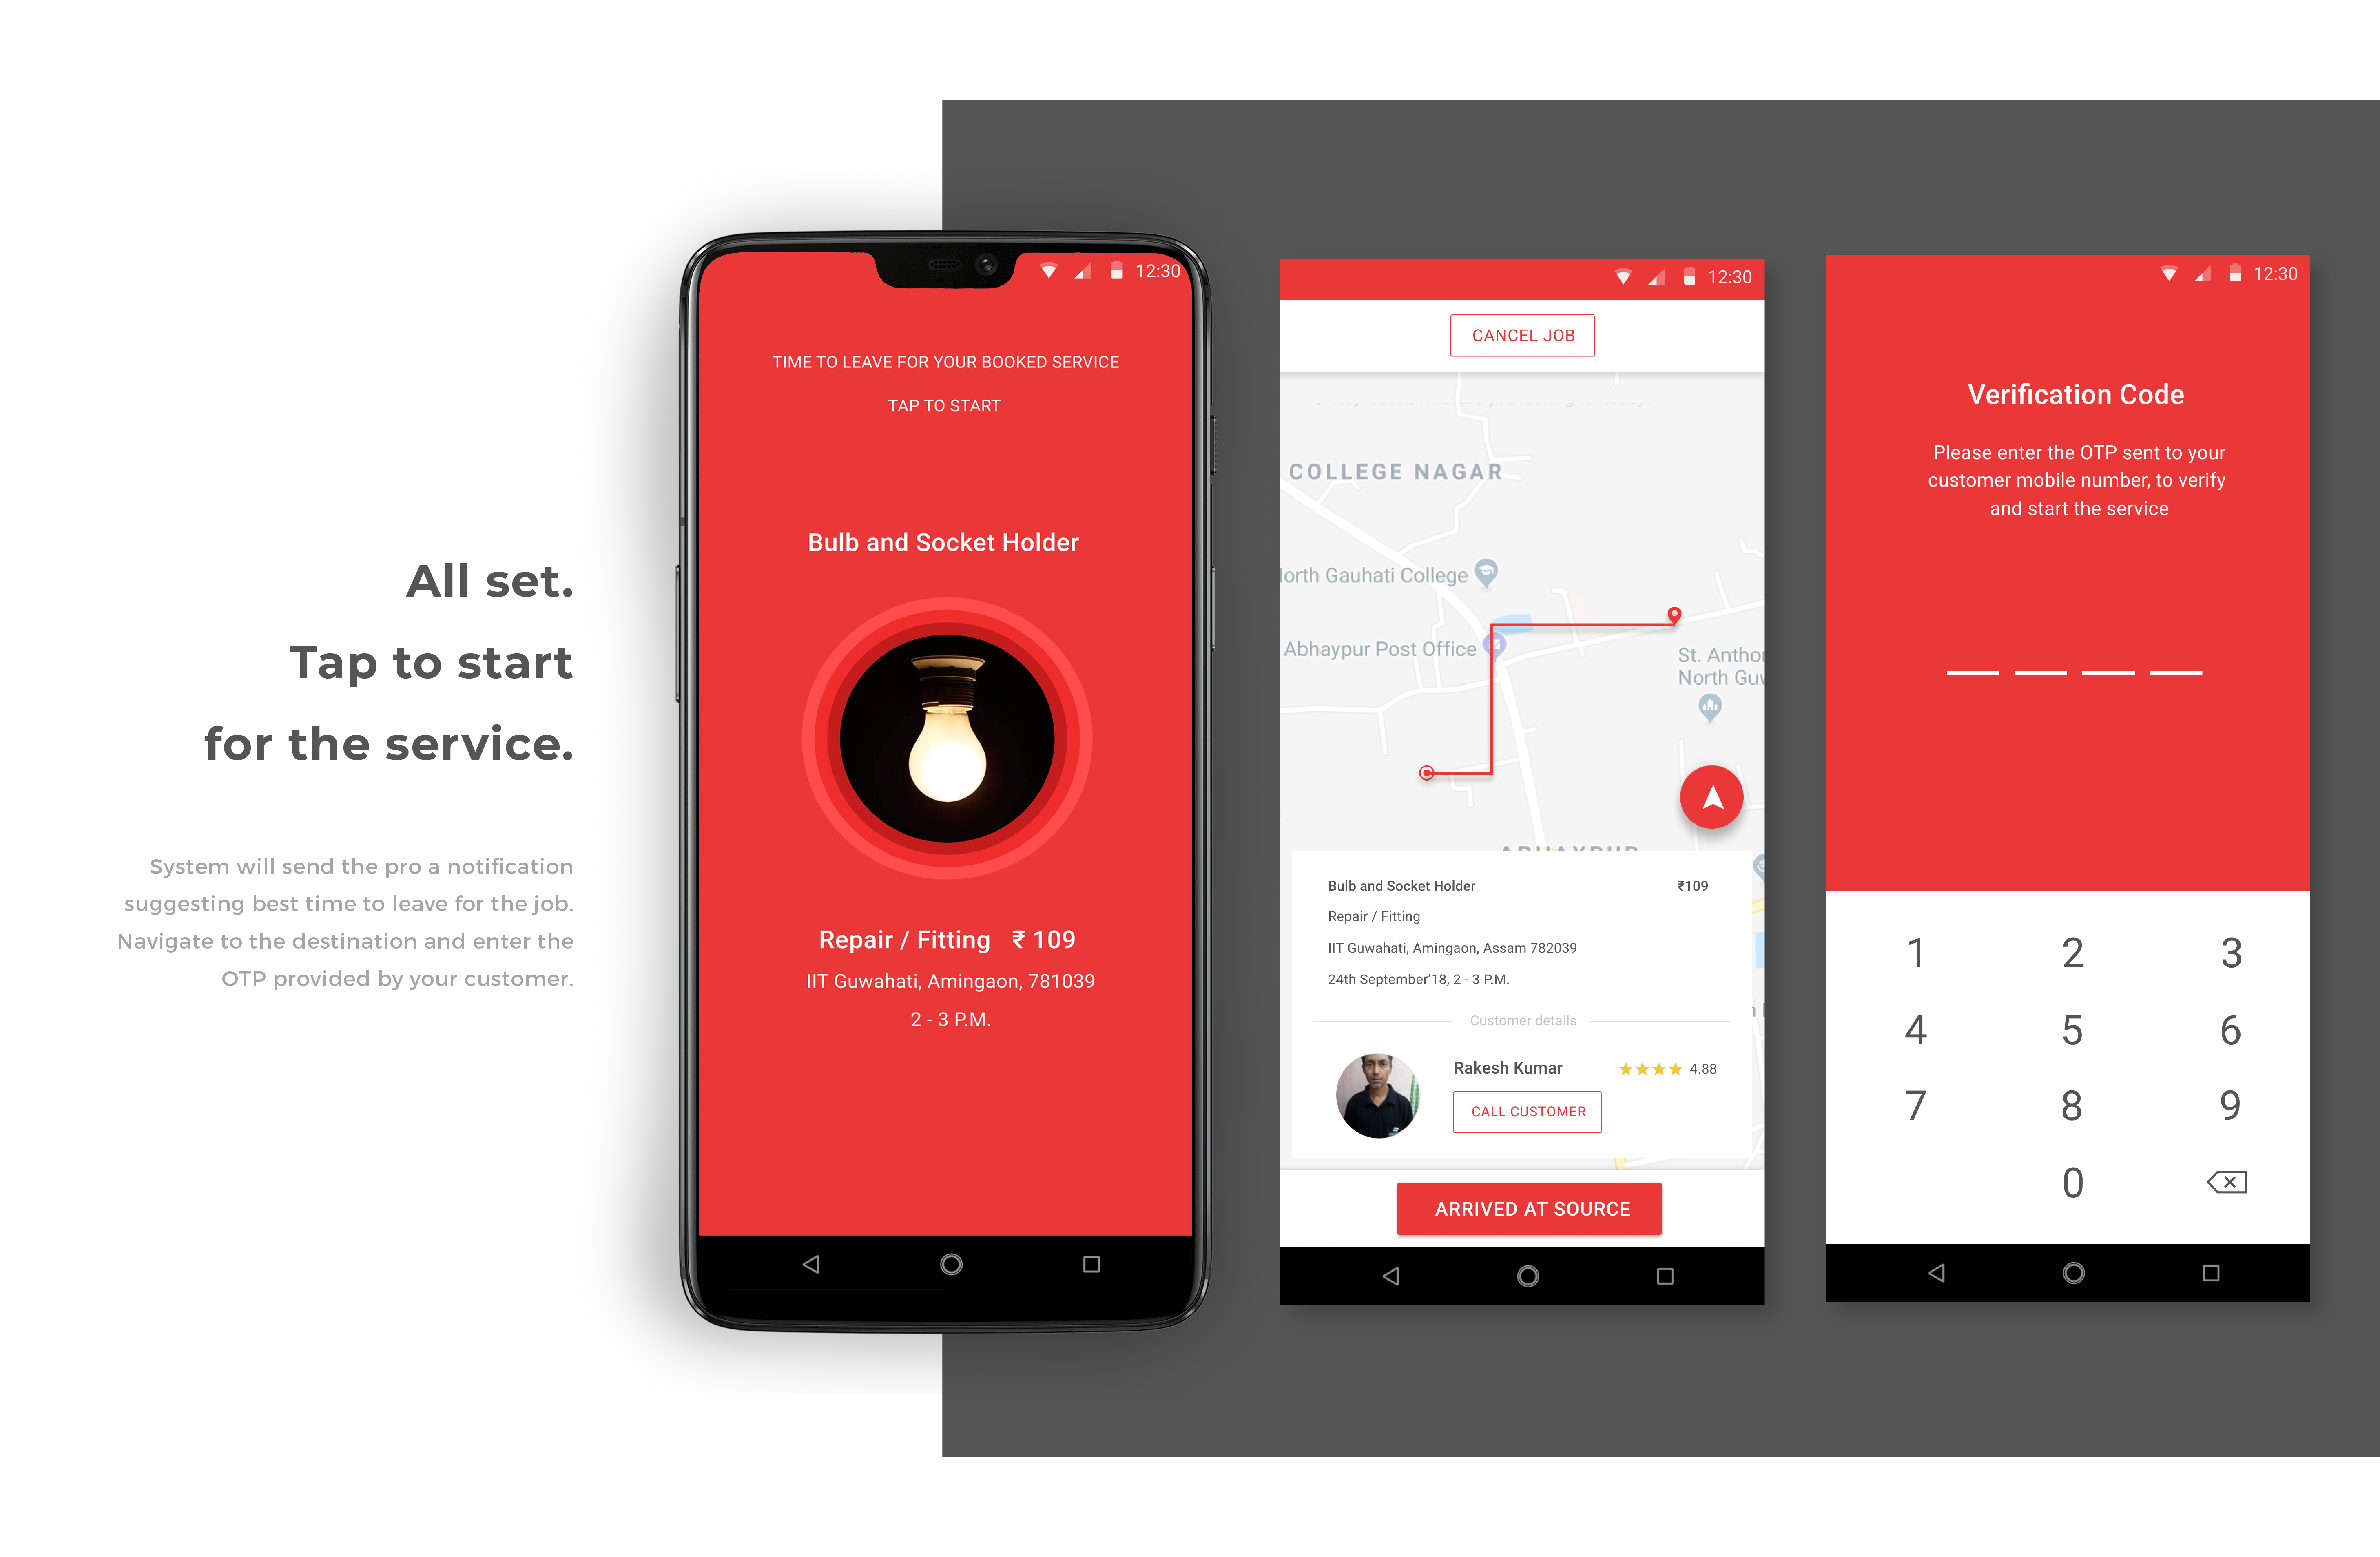 All set.
Tap to start
for the service.
System will send the pro a notification
suggesting best time to leave for the job.
Navigate to the destination and enter the
OTP provided by your customer.
12:30
TIME TO LEAVE FOR YOUR BOOKED SERVICE
TAP TO START
Bulb and Socket Holder
Repair / Fitting ₹ 109
IIT Guwahati, Amingaon, 781039
2 - 3 P.M.
12:30
CANCEL JOB
COLLEGE NAGAR
orth Gauhati College
Abhaypur Post Office
St. Antho
North Guw
Bulb and Socket Holder ₹109
Repair / Fitting
IIT Guwahati, Amingaon, Assam 782039
24th September'18, 2 - 3 P.M.
Customer details
Rakesh Kumar 4.88
CALL CUSTOMER
ARRIVED AT SOURCE
12:30
Verification Code
Please enter the OTP sent to your
customer mobile number, to verify
and start the service
1 2 3
4 5 6
7 8 9
0